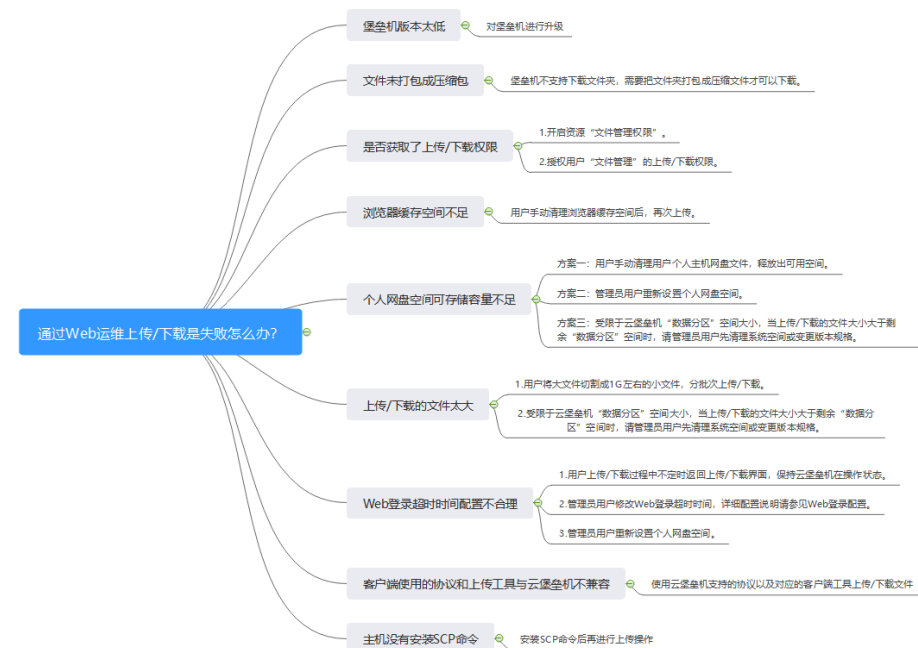 通过Web运维上传/下载是失败怎么办?
堡垒机版本太低
对堡垒机进行升级
文件未打包成压缩包
堡垒机不支持下载文件夹，需要把文件夹打包成压缩文件才可以下载。
是否获取了上传/下载权限
1.开启资源“文件管理权限”。
2.授权用户“文件管理”的上传/下载权限。
浏览器缓存空间不足
用户手动清理浏览器缓存空间后，再次上传。
个人网盘空间可存储容量不足
方案一：用户手动清理用户个人主机网盘文件，释放出可用空间。
方案二：管理员用户重新设置个人网盘空间。
方案三：受限于云堡垒机“数据分区”空间大小，当上传/下载的文件大小大于剩
余“数据分区”空间时，请管理员用户先清理系统空间或变更版本规格。
上传/下载的文件太大
1.用户将大文件切割成1G左右的小文件，分批次上传/下载。
2.受限于云堡垒机“数据分区”空间大小，当上传/下载的文件大小大于剩余“数据分
区”空间时，请管理员用户先清理系统空间或变更版本规格。
Web登录超时时间配置不合理
1.用户上传/下载过程中不定时返回上传/下载界面，保持云堡垒机在操作状态。
2.管理员用户修改Web登录超时时间，详细配置说明请参见Web登录配置。
3.管理员用户重新设置个人网盘空间。
客户端使用的协议和上传工具与云堡垒机不兼容
使用云堡垒机支持的协议以及对应的客户端工具上传/下载文件
主机没有安装SCP命令
安装SCP命令后再进行上传操作